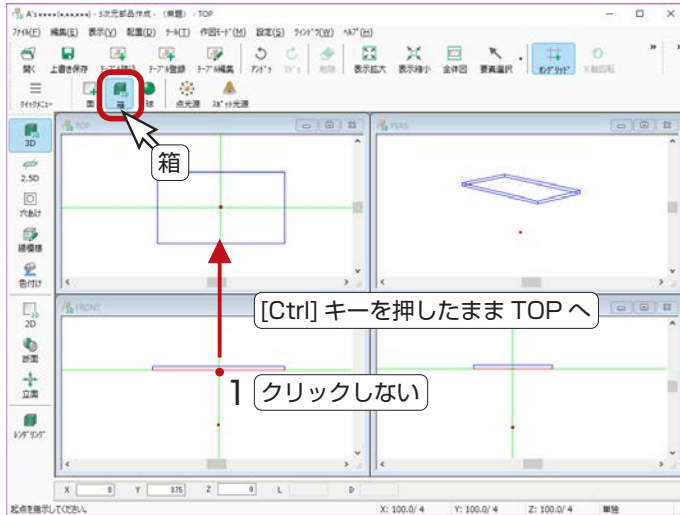 A's(*,**,***) - 3次元部品作成 - (無題) - TOP
ファイル(F) 編集(E) 表示(V) 配置(D) ツール(T) 作図モード(M) 設定(S) ウィンドウ(W) ヘルプ(H)
開く 上書き保存 テーブル登録 テーブル編集 アンドゥ リドゥ 削除 表示拡大 表示縮小 全体図 要素選択 オングリッド X軸回転
クイックメニュー 面 箱 球 点光源 スポット光源
3D
2.5D
穴あけ
線模様
色付け
2D
断面
立面
レンダリング
TOP
PERS
箱
[Ctrl] キーを押したまま TOP へ
FRONT
1 クリックしない
X 0 Y 375 Z 0 L D
起点を指示してください。 X: 100.0/ 4 Y: 100.0/ 4 Z: 100.0/ 4 単独